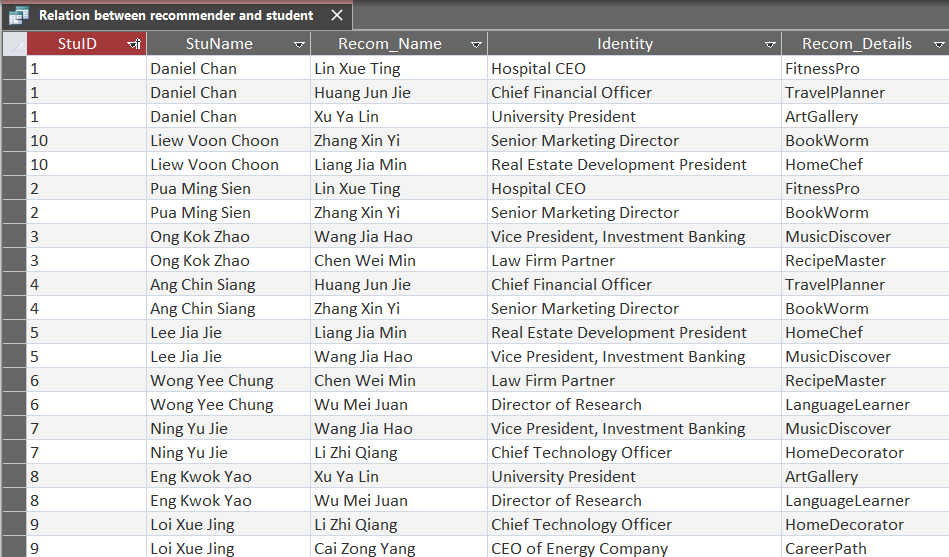 Relation between recommender and student
StuID StuName Recom_Name Identity Recom_Details
1 Daniel Chan Lin Xue Ting Hospital CEO FitnessPro
1 Daniel Chan Huang Jun Jie Chief Financial Officer TravelPlanner
1 Daniel Chan Xu Ya Lin University President ArtGallery
10 Liew Voon Choon Zhang Xin Yi Senior Marketing Director BookWorm
10 Liew Voon Choon Liang Jia Min Real Estate Development President HomeChef
2 Pua Ming Sien Lin Xue Ting Hospital CEO FitnessPro
2 Pua Ming Sien Zhang Xin Yi Senior Marketing Director BookWorm
3 Ong Kok Zhao Wang Jia Hao Vice President, Investment Banking MusicDiscover
3 Ong Kok Zhao Chen Wei Min Law Firm Partner RecipeMaster
4 Ang Chin Siang Huang Jun Jie Chief Financial Officer TravelPlanner
4 Ang Chin Siang Zhang Xin Yi Senior Marketing Director BookWorm
5 Lee Jia Jie Liang Jia Min Real Estate Development President HomeChef
5 Lee Jia Jie Wang Jia Hao Vice President, Investment Banking MusicDiscover
6 Wong Yee Chung Chen Wei Min Law Firm Partner RecipeMaster
6 Wong Yee Chung Wu Mei Juan Director of Research LanguageLearner
7 Ning Yu Jie Wang Jia Hao Vice President, Investment Banking MusicDiscover
7 Ning Yu Jie Li Zhi Qiang Chief Technology Officer HomeDecorator
8 Eng Kwok Yao Xu Ya Lin University President ArtGallery
8 Eng Kwok Yao Wu Mei Juan Director of Research LanguageLearner
9 Loi Xue Jing Li Zhi Qiang Chief Technology Officer HomeDecorator
9 Loi Xue Jing Cai Zong Yang CEO of Energy Company CareerPath